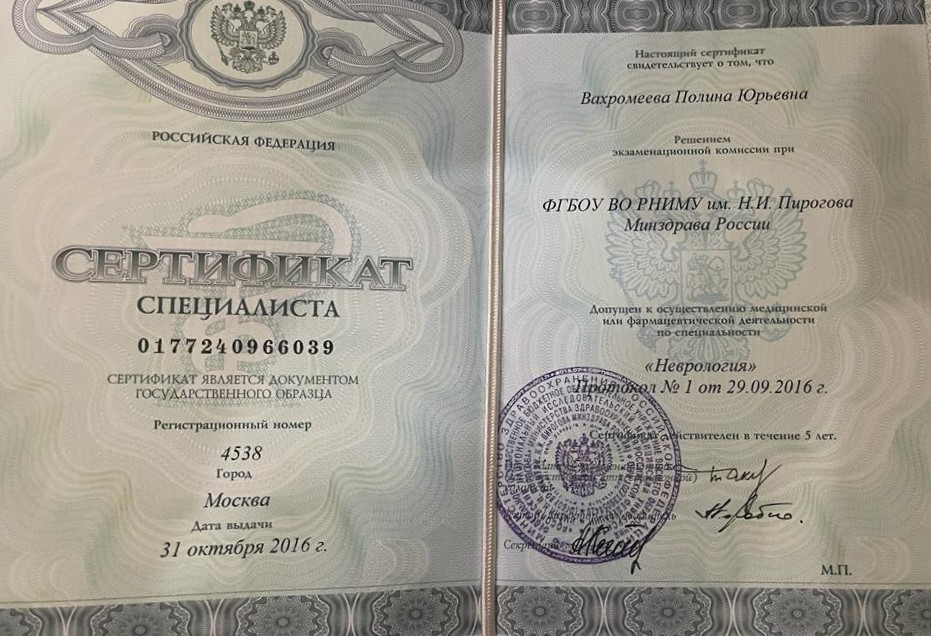 РОССИЙСКАЯ ФЕДЕРАЦИЯ
СЕРТИФИКАТ
СПЕЦИАЛИСТА
0177240966039
СЕРТИФИКАТ ЯВЛЯЕТСЯ ДОКУМЕНТОМ
ГОСУДАРСТВЕННОГО ОБРАЗЦА
Регистрационный номер
4538
Город
Москва
Дата выдачи
31 октября 2016 г.
Настоящий сертификат
свидетельствует о том, что
Вахромеева Полина Юрьевна
Решением
экзаменационной комиссии при
ФГБОУ ВО РНИМУ им. Н.И. Пирогова
Минздрава России
Допущен к осуществлению медицинской
или фармацевтической деятельности
по специальности
«Неврология»
Протокол № 1 от 29.09.2016 г.
Сертификат действителен в течение 5 лет.
Секретарь
М.П.